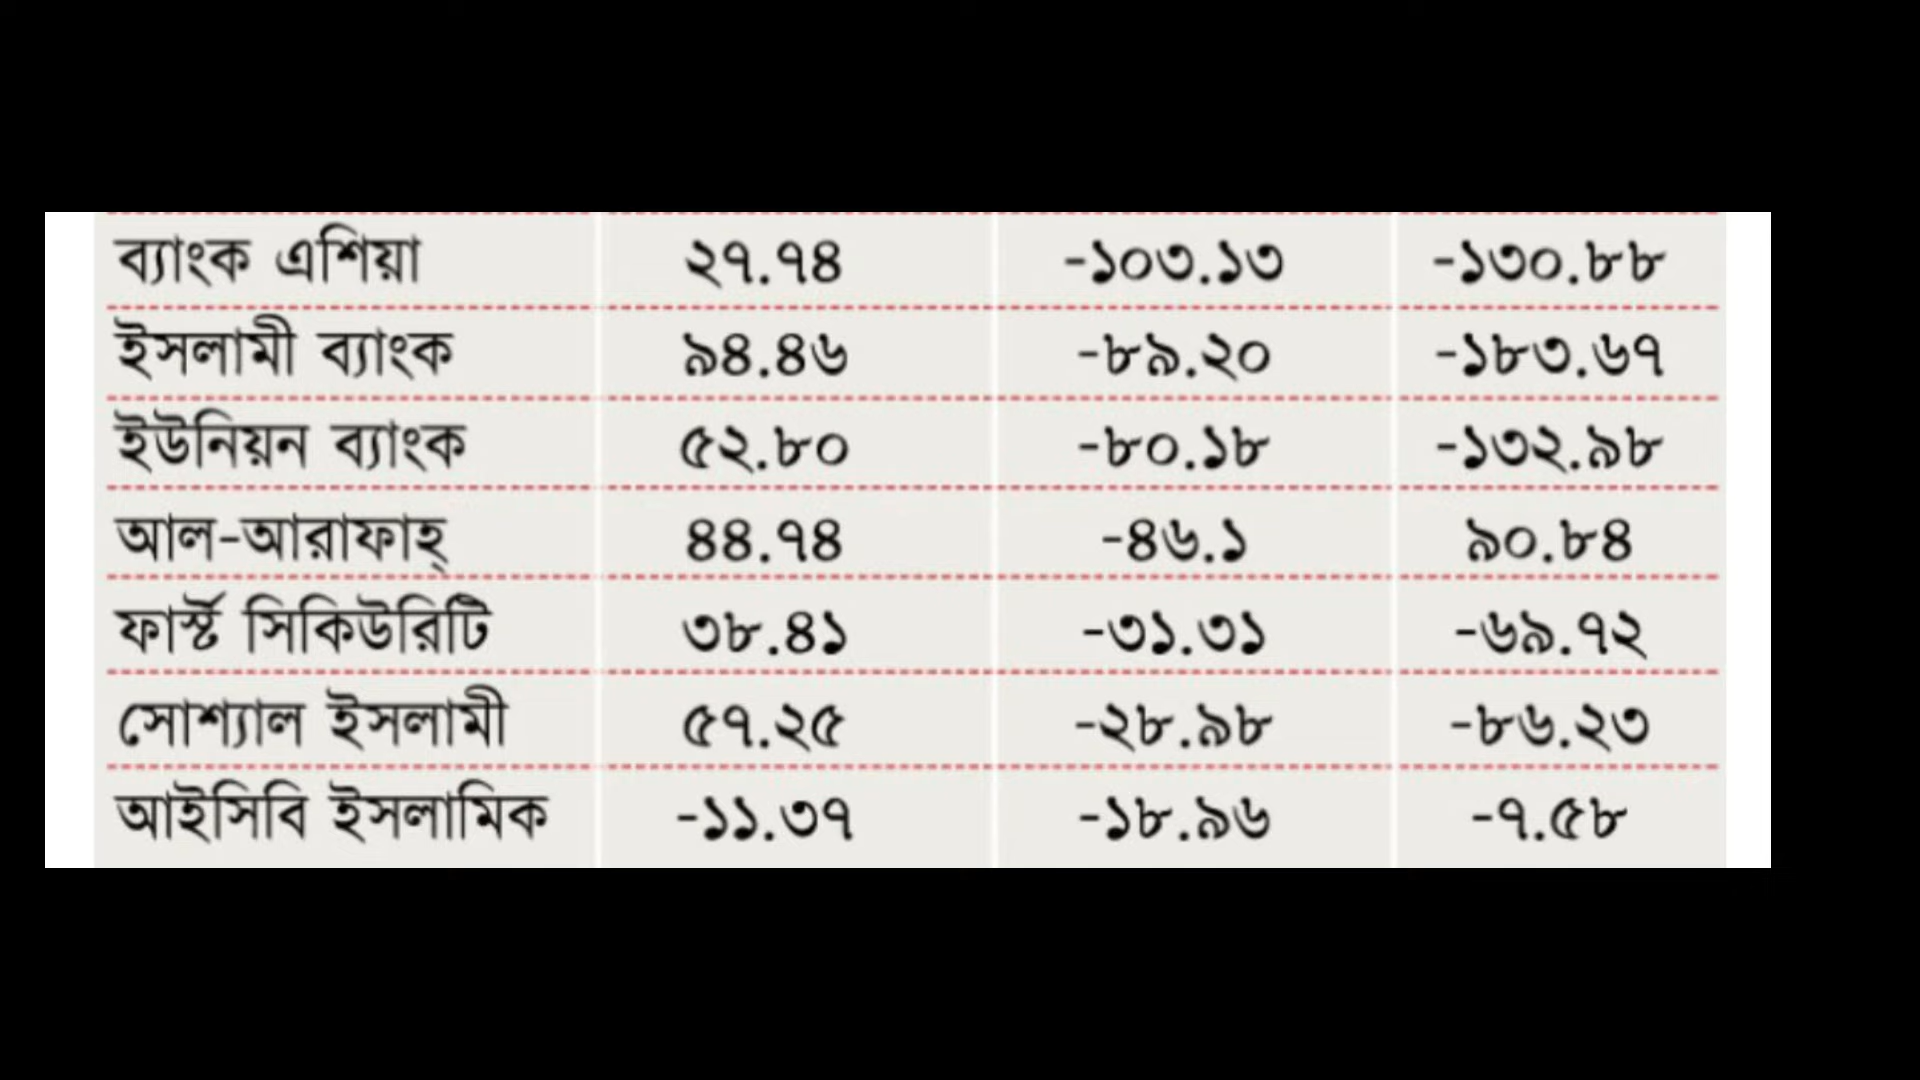 ব্যাংক এশিয়া ২৭.৭৪ -১০৩.১৩ -১৩০.৮৮
ইসলামী ব্যাংক ৯৪.৪৬ -৮৯.২০ -১৮৩.৬৭
ইউনিয়ন ব্যাংক ৫২.৮০ -৮০.১৮ -১৩২.৯৮
আল-আরাফাহ্ ৪৪.৭৪ -৪৬.১ ৯০.৮৪
ফার্স্ট সিকিউরিটি ৩৮.৪১ -৩১.৩১ -৬৯.৭২
সোশ্যাল ইসলামী ৫৭.২৫ -২৮.৯৮ -৮৬.২৩
আইসিবি ইসলামিক -১১.৩৭ -১৮.৯৬ -৭.৫৮